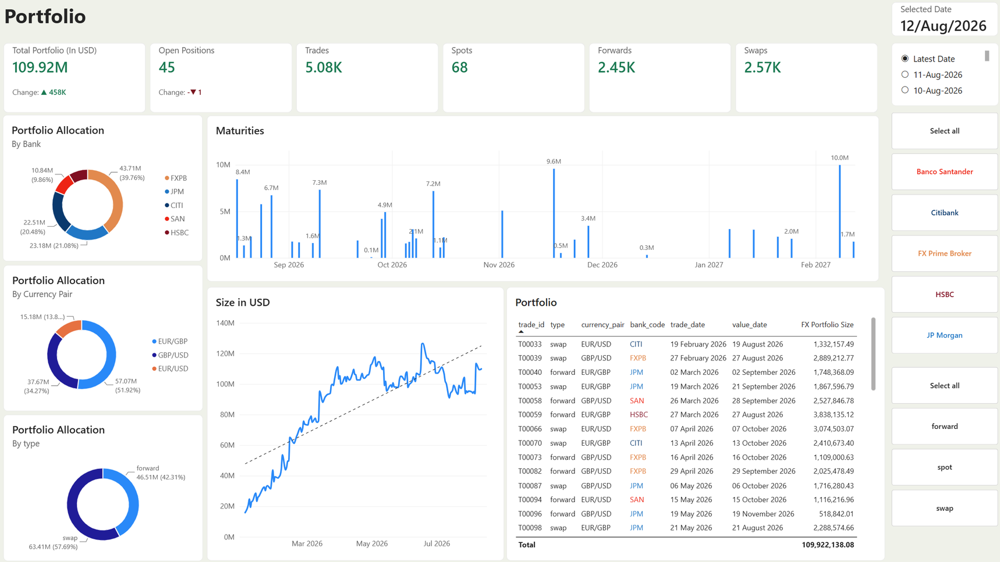 Portfolio
Selected Date
12/Aug/2026
Total Portfolio (In USD)
109.92M
Change: ▲ 458K
Open Positions
45
Change: -▼ 1
Trades
5.08K
Spots
68
Forwards
2.45K
Swaps
2.57K
Latest Date
11-Aug-2026
10-Aug-2026
Portfolio Allocation
By Bank
43.71M
(39.76%)
10.84M
(9.86%)
22.51M
(20.48%)
23.18M (21.08%)
FXPB
JPM
CITI
SAN
HSBC
Maturities
10M
5M
0M
8.4M
1.3M
6.7M
1.6M
7.3M
0.1M
4.9M
2.1M
7.2M
1.1M
9.6M
0.5M
3.4M
0.3M
2.0M
10.0M
1.7M
Sep 2026
Oct 2026
Nov 2026
Dec 2026
Jan 2027
Feb 2027
Select all
Banco Santander
Citibank
FX Prime Broker
HSBC
JP Morgan
Portfolio Allocation
By Currency Pair
15.18M (13.8...)
37.67M
(34.27%)
57.07M
(51.92%)
EUR/GBP
GBP/USD
EUR/USD
Portfolio Allocation
By type
forward
46.51M (42.31%)
swap
63.41M (57.69%)
Size in USD
140M
120M
100M
80M
60M
40M
20M
0M
Mar 2026
May 2026
Jul 2026
Portfolio
trade_id type currency_pair bank_code trade_date value_date FX Portfolio Size
T00033 swap EUR/USD CITI 19 February 2026 19 August 2026 1,332,157.49
T00039 swap GBP/USD FXPB 27 February 2026 27 August 2026 2,889,212.77
T00040 forward EUR/GBP JPM 02 March 2026 02 September 2026 1,748,368.09
T00053 swap EUR/GBP JPM 19 March 2026 21 September 2026 1,867,596.79
T00058 forward GBP/USD SAN 26 March 2026 28 September 2026 2,527,846.78
T00059 forward EUR/GBP HSBC 27 March 2026 27 August 2026 3,838,135.12
T00066 swap EUR/USD FXPB 07 April 2026 07 October 2026 3,074,503.07
T00070 swap EUR/GBP CITI 13 April 2026 13 October 2026 2,410,673.40
T00073 forward GBP/USD FXPB 16 April 2026 16 October 2026 1,109,000.63
T00082 forward GBP/USD FXPB 29 April 2026 29 September 2026 2,025,478.49
T00087 swap GBP/USD JPM 06 May 2026 06 October 2026 1,716,280.43
T00094 forward EUR/USD SAN 15 May 2026 15 October 2026 1,116,216.96
T00096 forward GBP/USD JPM 19 May 2026 19 November 2026 518,842.01
T00098 swap EUR/GBP JPM 21 May 2026 21 August 2026 2,288,574.66
Total 109,922,138.08
Select all
forward
spot
swap